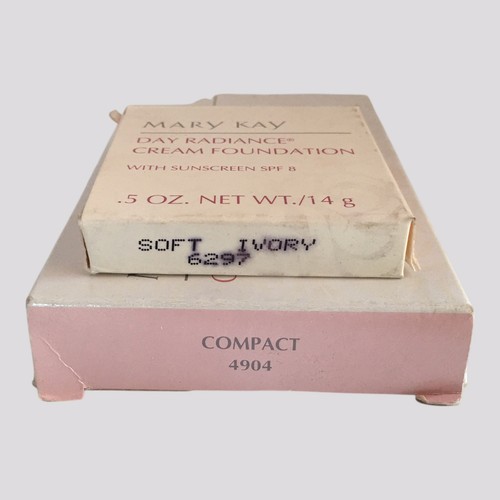 MARY KAY
DAY RADIANCE®
CREAM FOUNDATION
WITH SUNSCREEN SPF 8
.5 OZ. NET WT./14 g
SOFT IVORY
6297
COMPACT
4904